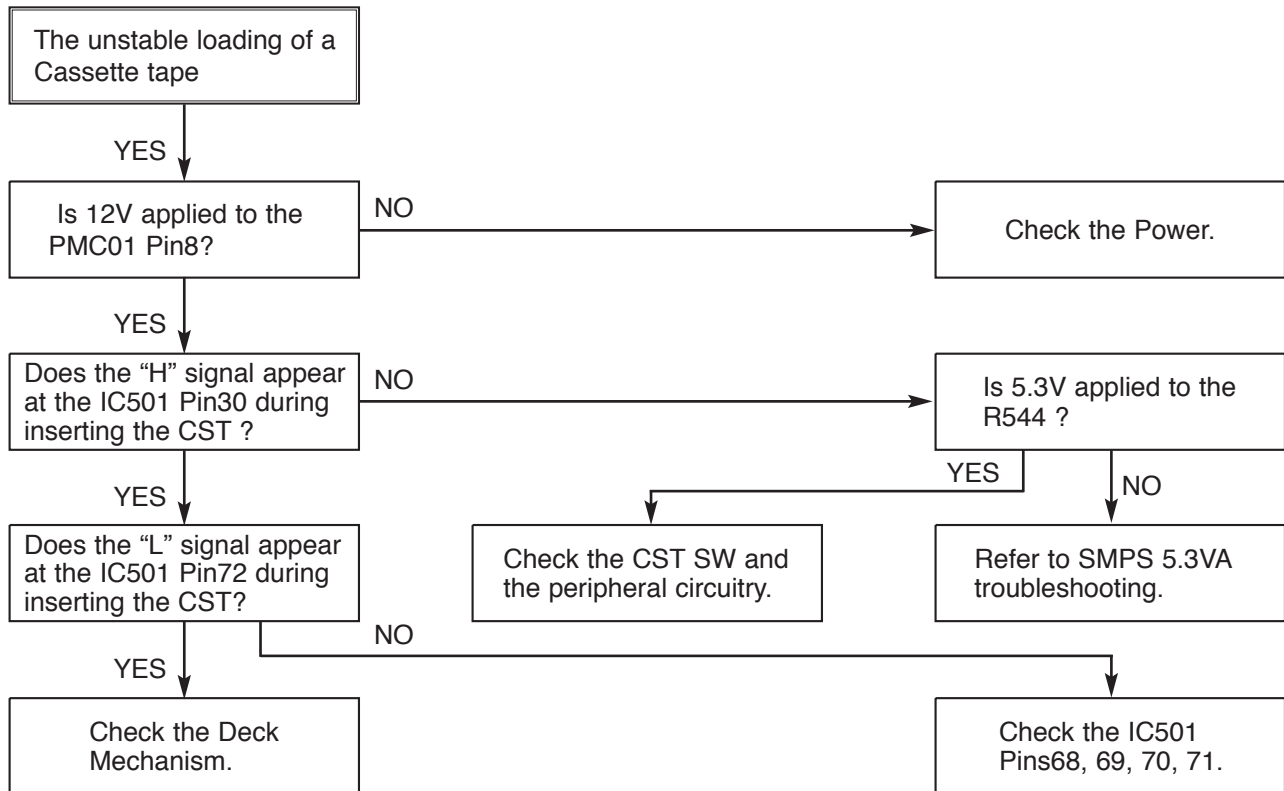 The unstable loading of a
Cassette tape
YES
Is 12V applied to the
PMC01 Pin8?
NO
Check the Power.
YES
Does the “H” signal appear
at the IC501 Pin30 during
inserting the CST ?
NO
Is 5.3V applied to the
R544 ?
YES
NO
Check the CST SW and
the peripheral circuitry.
Refer to SMPS 5.3VA
troubleshooting.
YES
Does the “L” signal appear
at the IC501 Pin72 during
inserting the CST?
NO
Check the IC501
Pins68, 69, 70, 71.
YES
Check the Deck
Mechanism.